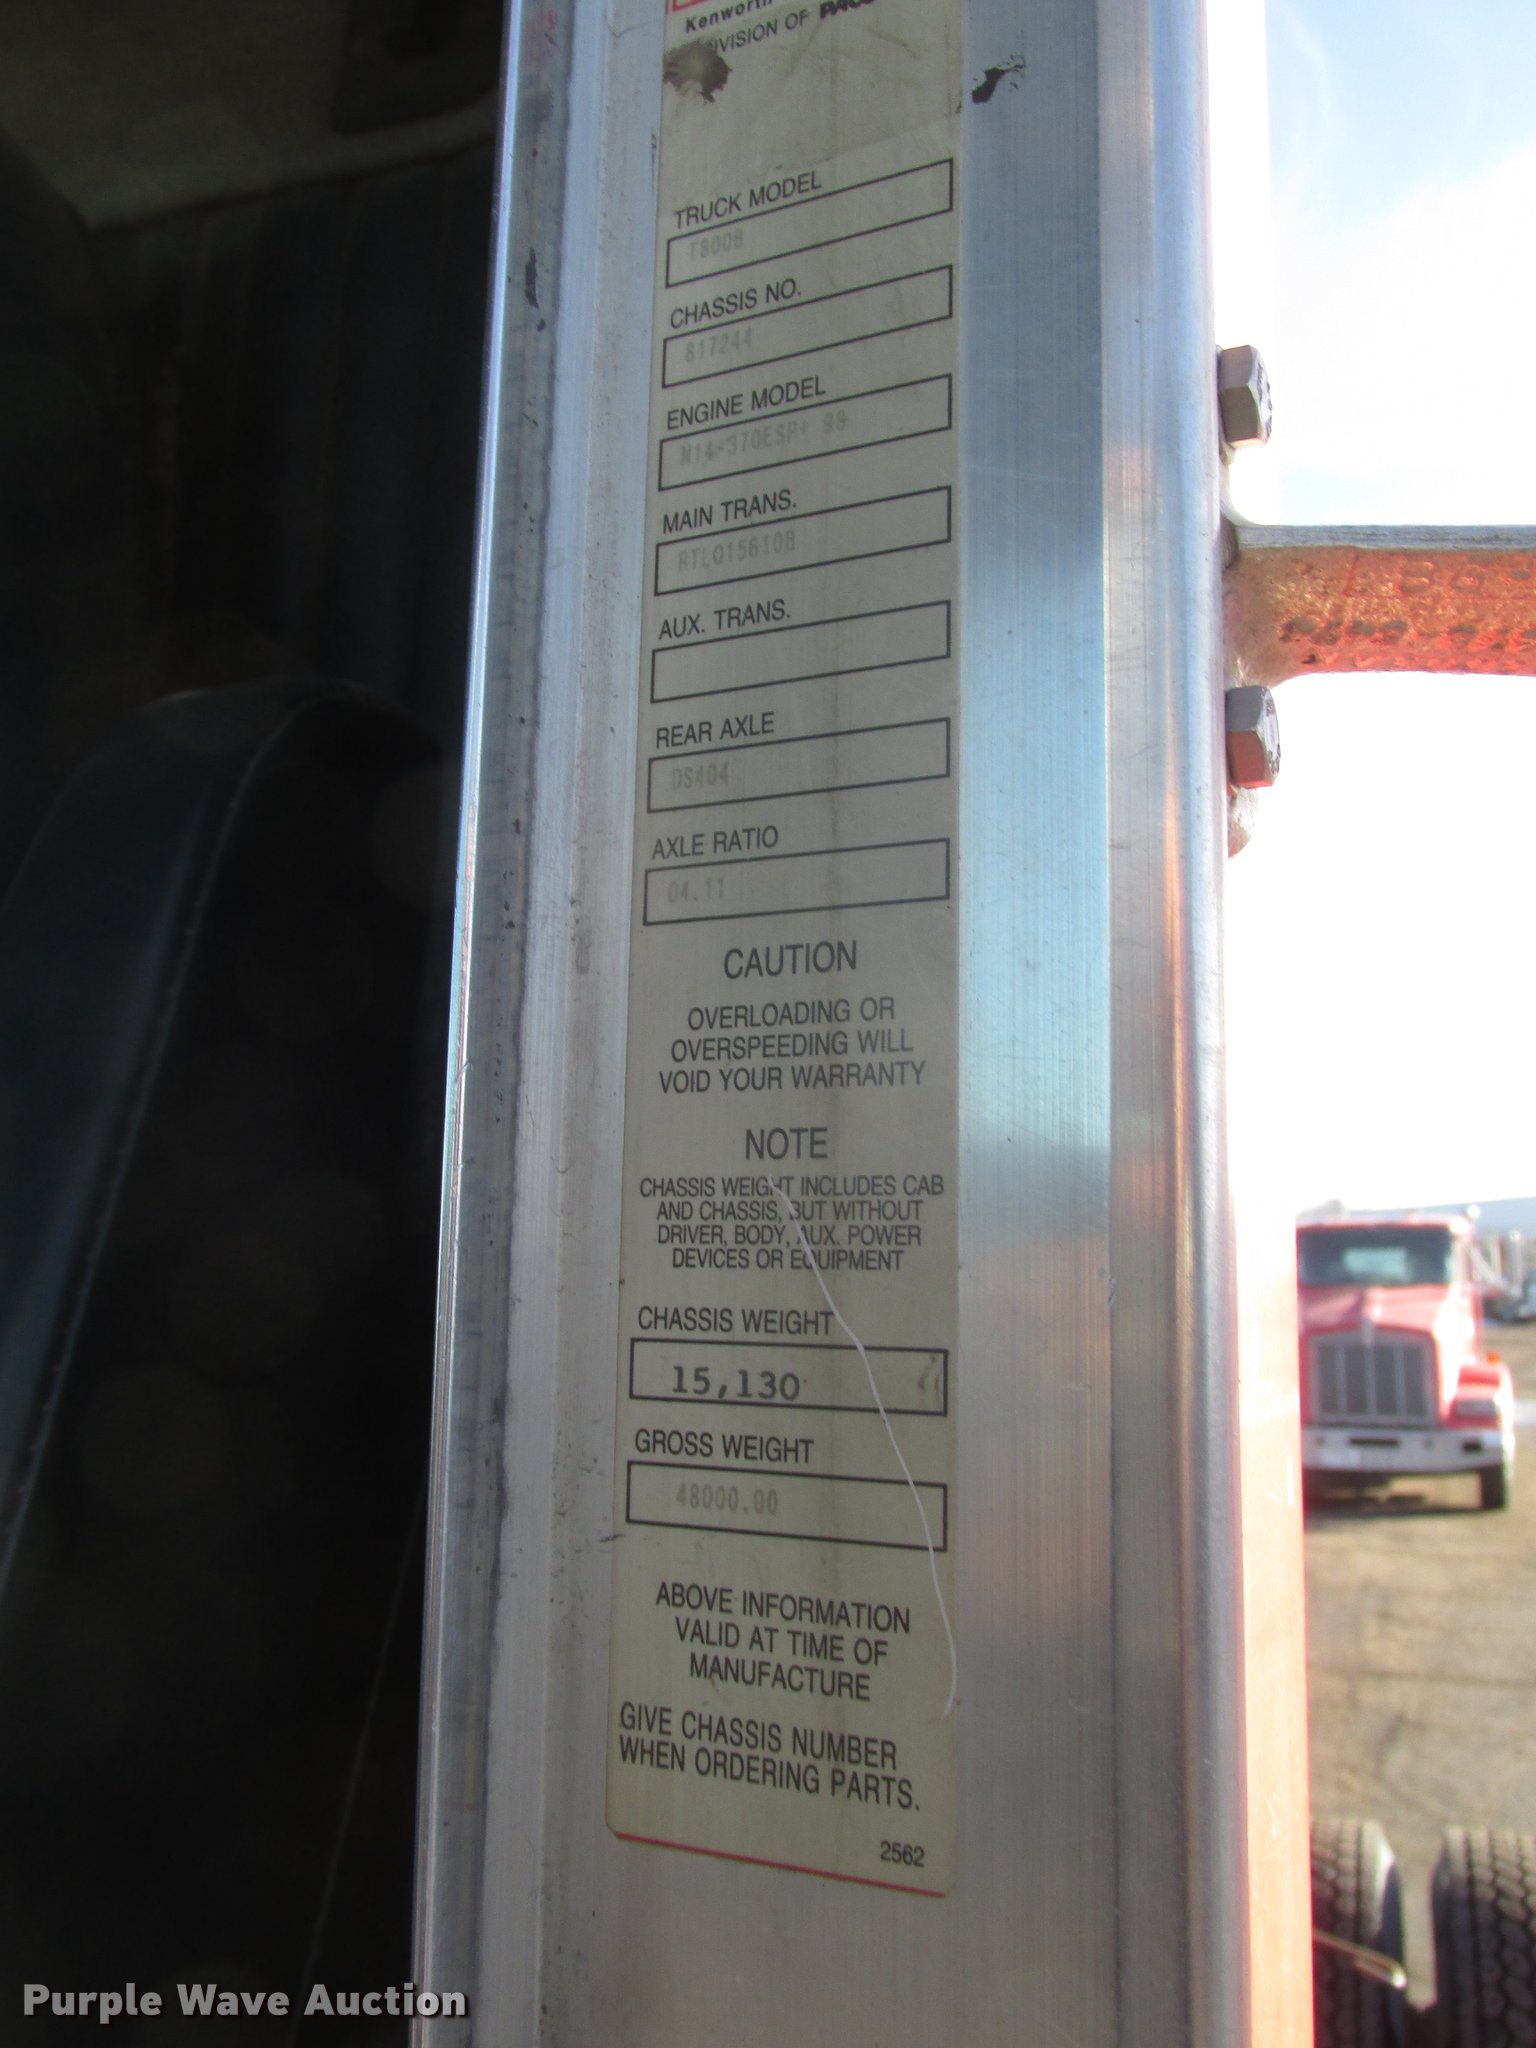 Kenworth
DIVISION OF PACC
TRUCK MODEL
T800B
CHASSIS NO.
817244
ENGINE MODEL
N14-370ESP+ 98
MAIN TRANS.
RTLO15610B
AUX. TRANS.
REAR AXLE
DS404
AXLE RATIO
04.11
CAUTION
OVERLOADING OR
OVERSPEEDING WILL
VOID YOUR WARRANTY
NOTE
CHASSIS WEIGHT INCLUDES CAB
AND CHASSIS, BUT WITHOUT
DRIVER, BODY, AUX. POWER
DEVICES OR EQUIPMENT
CHASSIS WEIGHT
15,130
GROSS WEIGHT
48000.00
ABOVE INFORMATION
VALID AT TIME OF
MANUFACTURE
GIVE CHASSIS NUMBER
WHEN ORDERING PARTS.
2562
Purple Wave Auction